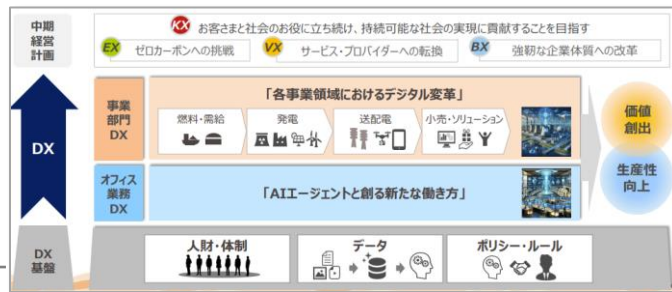 中期
経営
計画
KX お客さまと社会のお役に立ち続け、持続可能な社会の実現に貢献することを目指す
EX ゼロカーボンへの挑戦
VX サービス・プロバイダーへの転換
BX 強靭な企業体質への改革
DX
事業
部門
DX
「各事業領域におけるデジタル変革」
燃料・需給
発電
送配電
小売・ソリューション
オフィス
業務
DX
「AIエージェントと創る新たな働き方」
価値
創出
生産性
向上
DX
基盤
人財・体制
データ
ポリシー・ルール